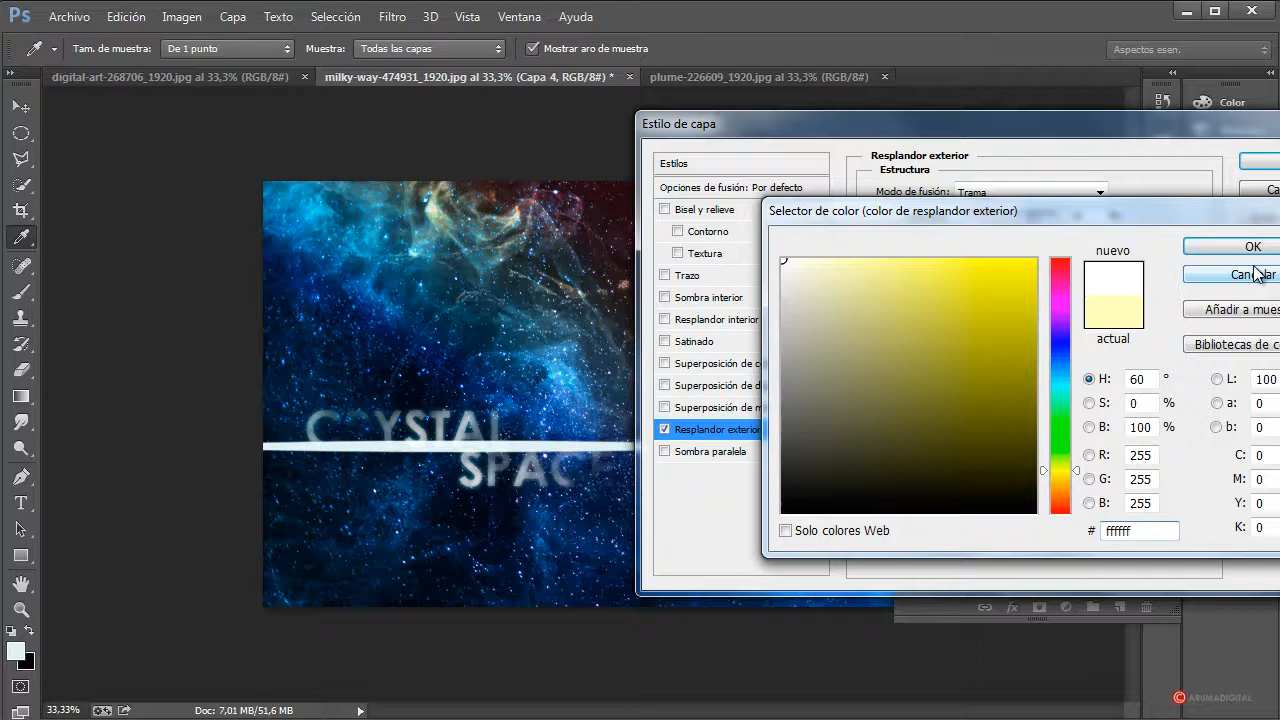 Ps Archivo Edición Imagen Capa Texto Selección Filtro 3D Vista Ventana Ayuda
Tam. de muestra: De 1 punto Muestra: Todas las capas Mostrar aro de muestra Aspectos esen.
digital-art-268706_1920.jpg al 33,3% (RGB/8#) × milky-way-474931_1920.jpg al 33,3% (Capa 4, RGB/8#) * × plume-226609_1920.jpg al 33,3% (RGB/8#) ×
Color
Estilo de capa
Estilos
Opciones de fusión: Por defecto
Bisel y relieve
Contorno
Textura
Trazo
Sombra interior
Resplandor interior
Satinado
Superposición de c
Superposición de d
Superposición de m
Resplandor exterior
Sombra paralela
Resplandor exterior
Estructura
Modo de fusión: Trama
Ca
Selector de color (color de resplandor exterior)
nuevo
actual
OK
Cancelar
Añadir a mues
Bibliotecas de c
H: 60 °
S: 0 %
B: 100 %
R: 255
G: 255
B: 255
# ffffff
L: 100
a: 0
b: 0
C: 0
M: 0
Y: 0
K: 0
Solo colores Web
CRYSTAL
SPACE
33,33% Doc: 7,01 MB/51,6 MB
© ARUMADIGITAL